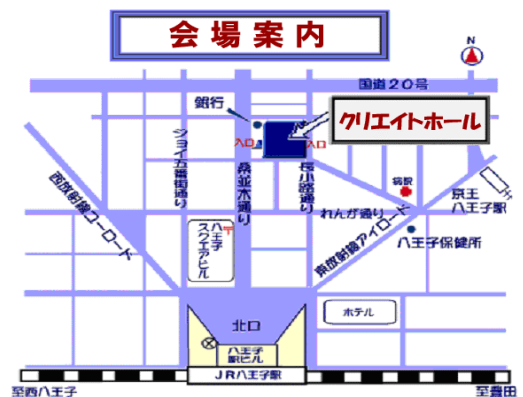 会場案内
N
国道20号
銀行
クリエイトホール
入口
入口
ジョイ五番街通り
桑並木通り
長小路通り
病院
京王
八王子駅
西放射線ユーロード
れんが通り
東放射線アイロード
八王子保健所
八王子
スクエアビル
〒
北口
ホテル
八王子
駅ビル
JR八王子駅
至西八王子
至豊田